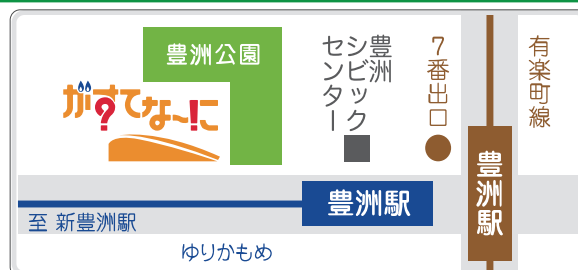 豊洲公園
がすてな〜に
豊洲
シビック
センター
7番出口
有楽町線
豊洲駅
豊洲駅
至 新豊洲駅
ゆりかもめ